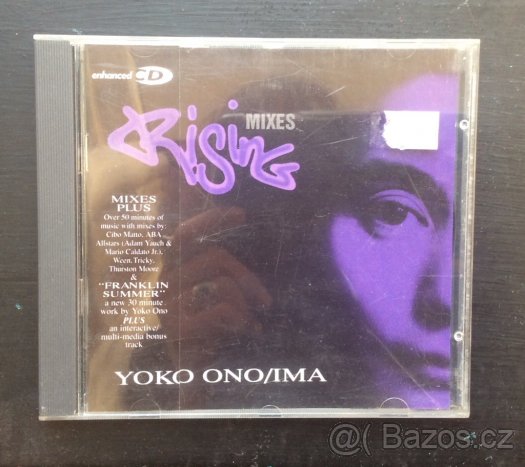 enhanced CD
Rising MIXES
MIXES
PLUS
Over 50 minutes of
music with mixes by:
Cibo Matto, ABA
Allstars (Adam Yauch &
Mario Caldato Jr.),
Ween, Tricky,
Thurston Moore
&
"FRANKLIN
SUMMER"
a new 30 minute
work by Yoko Ono
PLUS
an interactive/
multi-media bonus
track
YOKO ONO/IMA
@( Bazoš.cz